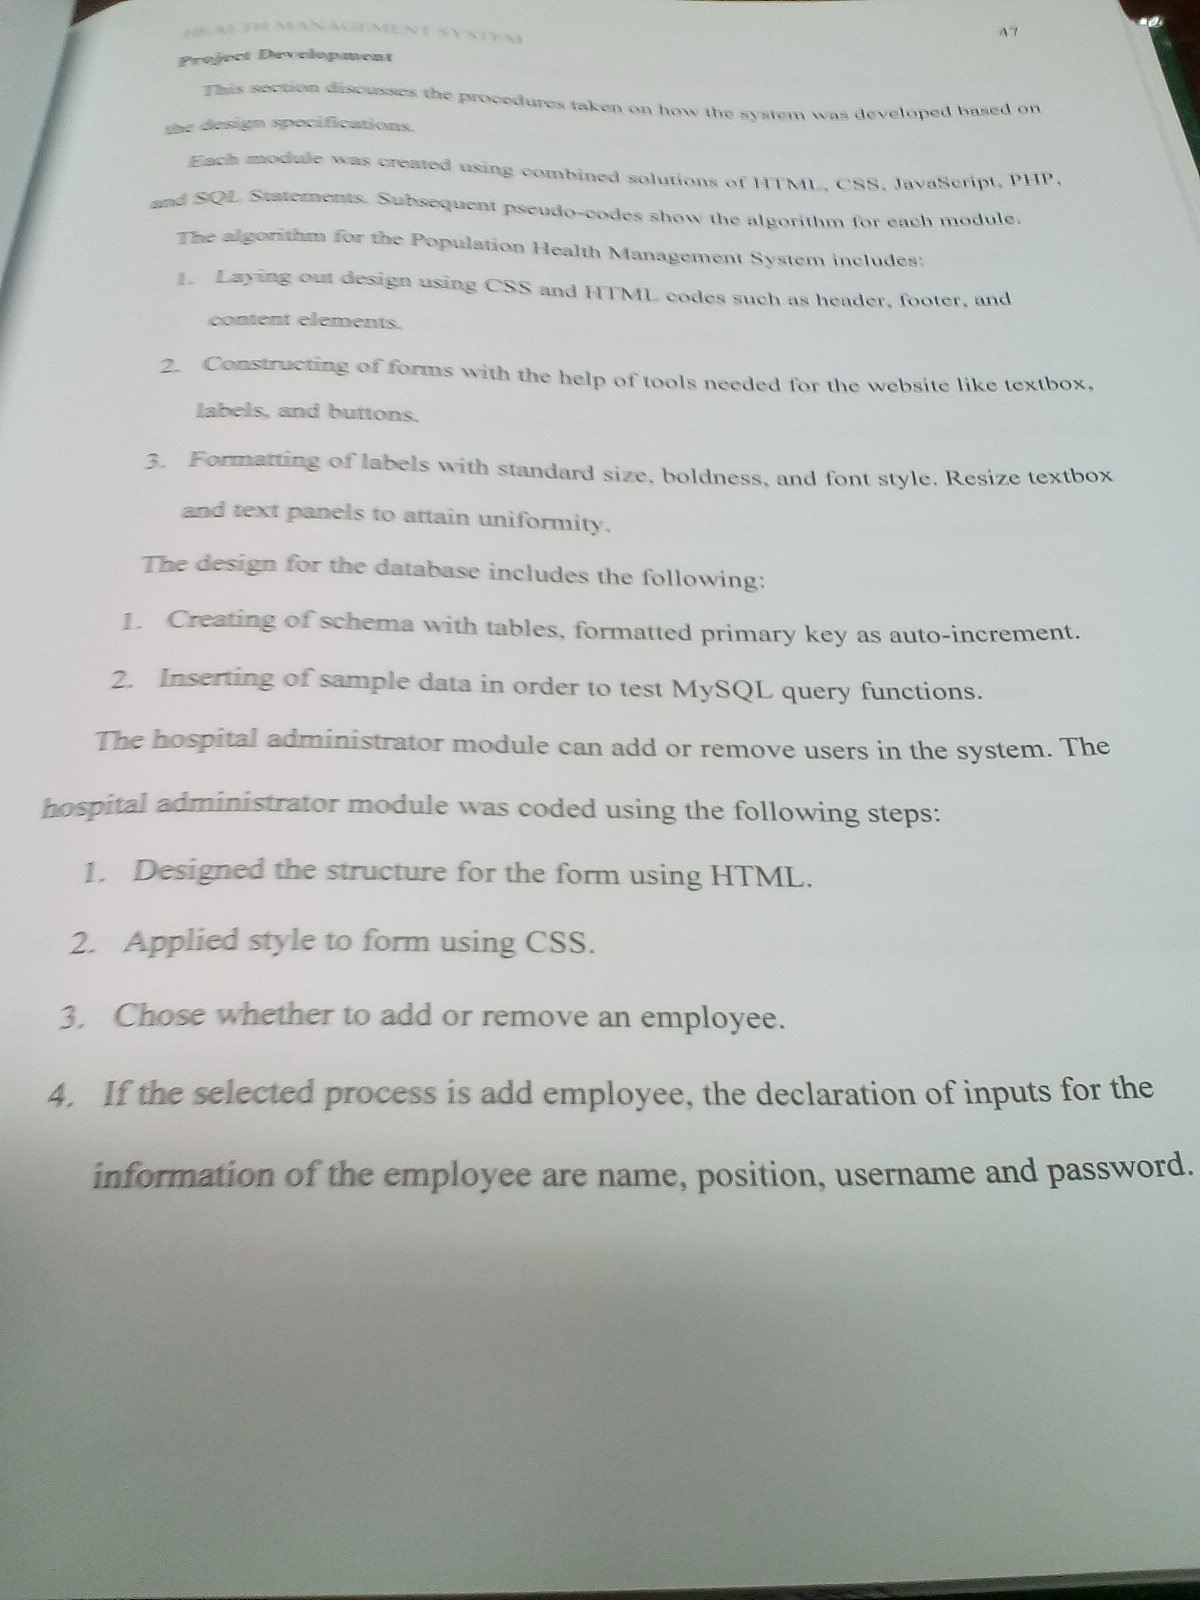 HEALTH MANAGEMENT SYSTEM 47
Project Development
This section discusses the procedures taken on how the system was developed based on
the design specifications.
Each module was created using combined solutions of HTML, CSS, JavaScript, PHP,
and SQL Statements. Subsequent pseudo-codes show the algorithm for each module.
The algorithm for the Population Health Management System includes:
1. Laying out design using CSS and HTML codes such as header, footer, and
content elements.
2. Constructing of forms with the help of tools needed for the website like textbox,
labels, and buttons.
3. Formatting of labels with standard size, boldness, and font style. Resize textbox
and text panels to attain uniformity.
The design for the database includes the following:
1. Creating of schema with tables, formatted primary key as auto-increment.
2. Inserting of sample data in order to test MySQL query functions.
The hospital administrator module can add or remove users in the system. The
hospital administrator module was coded using the following steps:
1. Designed the structure for the form using HTML.
2. Applied style to form using CSS.
3. Chose whether to add or remove an employee.
4. If the selected process is add employee, the declaration of inputs for the
information of the employee are name, position, username and password.